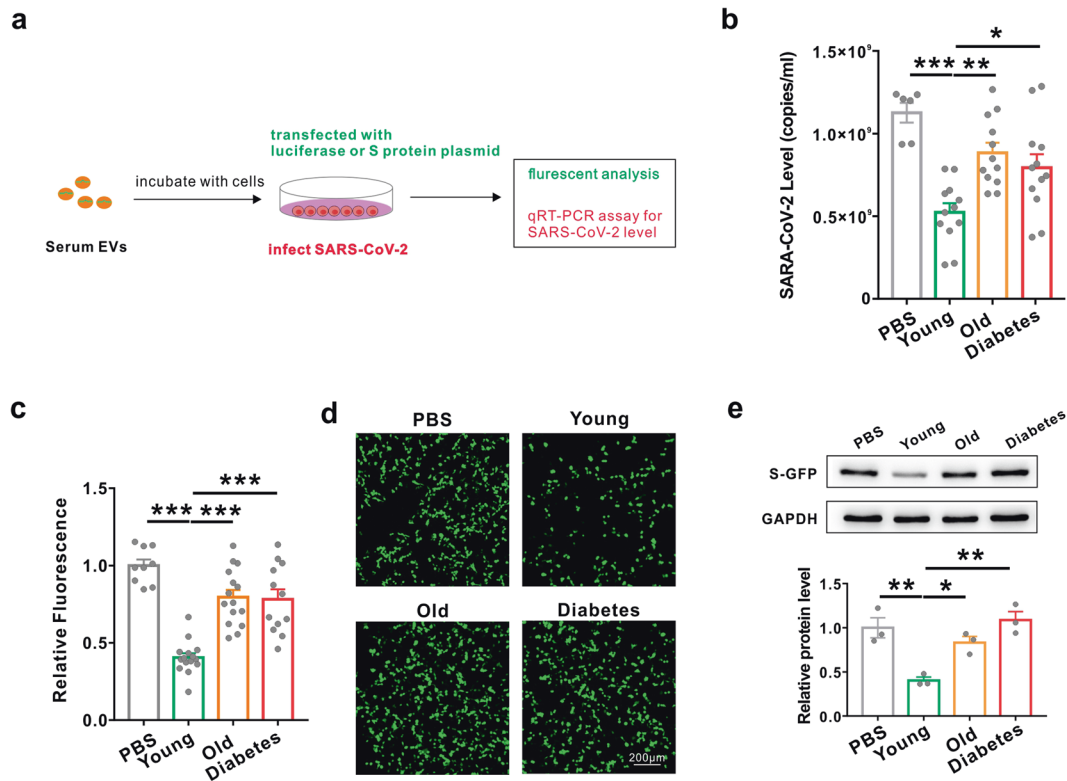 a
transfected with
luciferase or S protein plasmid
incubate with cells
flurescent analysis
qRT-PCR assay for
SARS-CoV-2 level
Serum EVs
infect SARS-CoV-2
b
SARA-CoV-2 Level (copies/ml)
1.5×10⁹
1.0×10⁹
0.5×10⁹
0
*
*** **
PBS
Young
Old
Diabetes
c
Relative Fluorescence
1.5
1.0
0.5
0.0
***
*** ***
PBS
Young
Old
Diabetes
d
PBS Young
Old Diabetes
200μm
e
PBS Young Old Diabetes
S-GFP
GAPDH
Relative protein level
1.5
1.0
0.5
0.0
**
** *
PBS
Young
Old
Diabetes